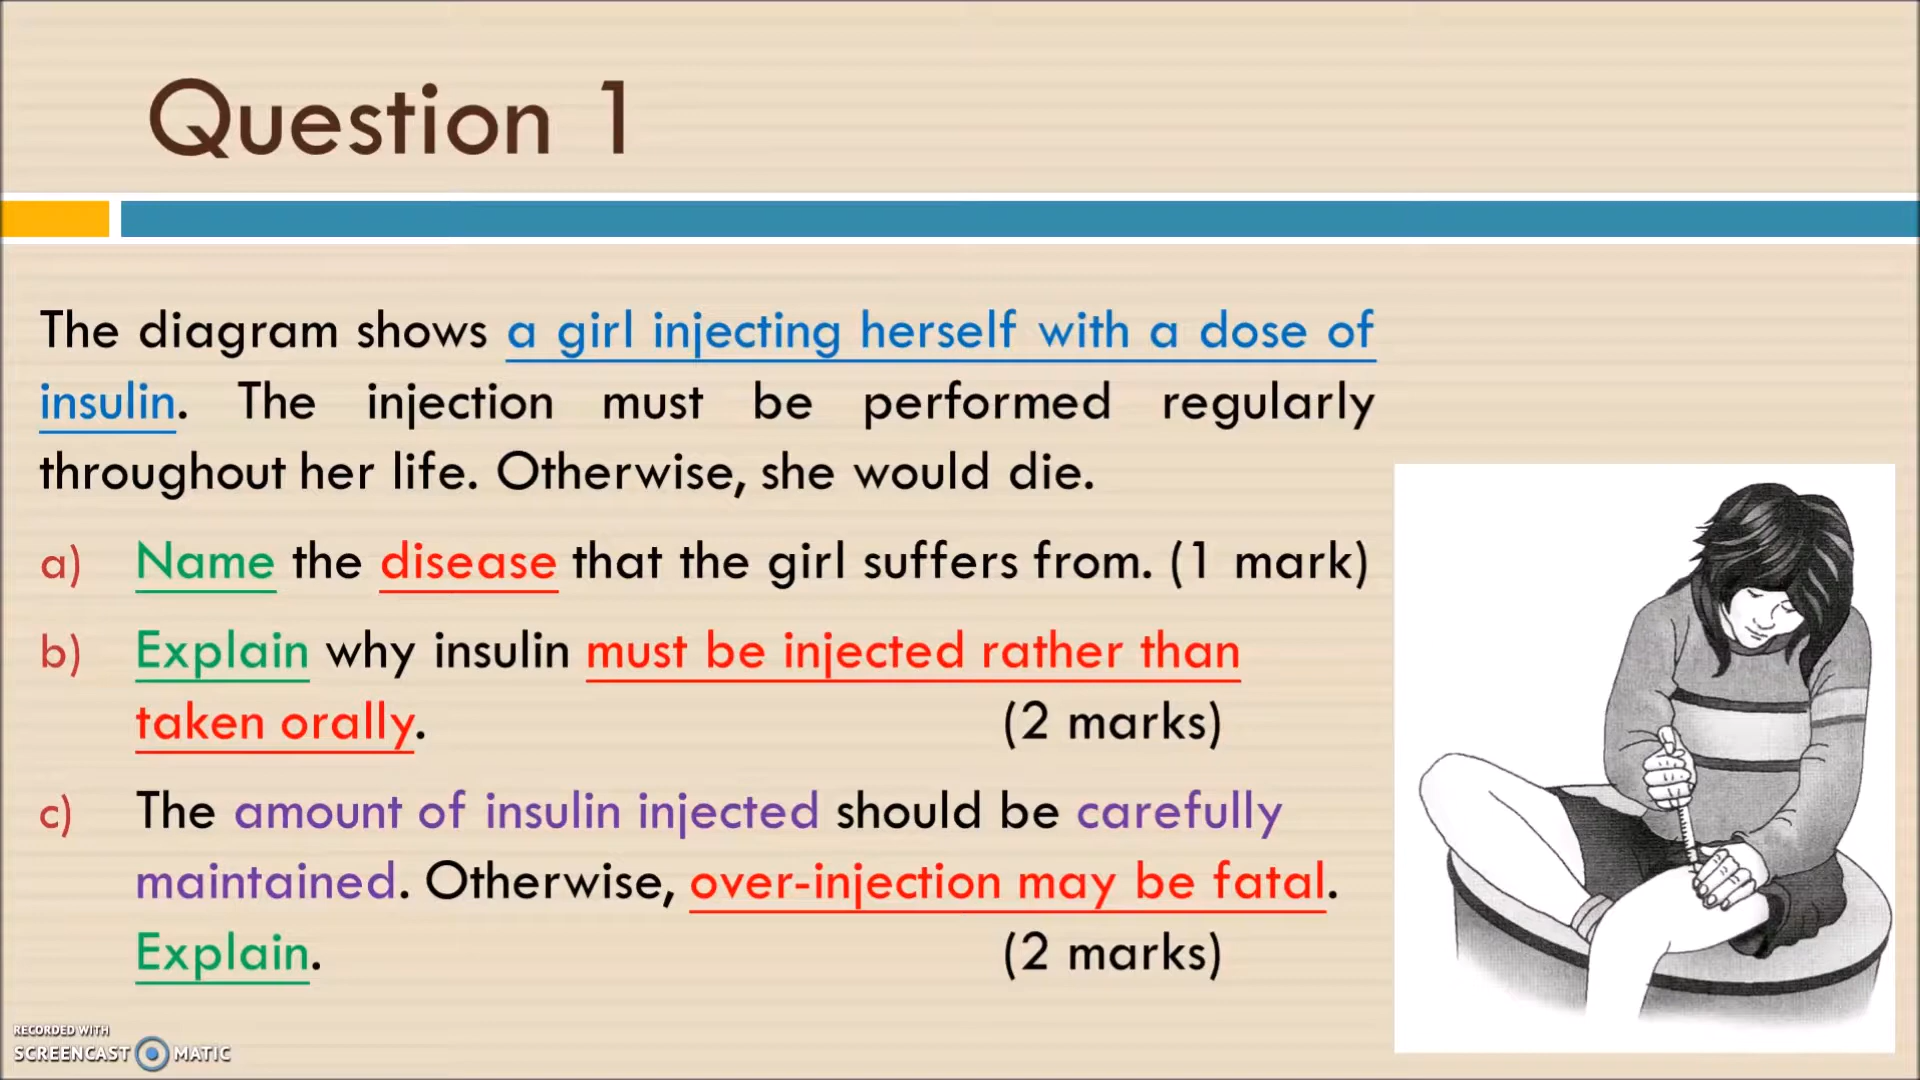 Question 1
The diagram shows a girl injecting herself with a dose of
insulin. The injection must be performed regularly
throughout her life. Otherwise, she would die.
a) Name the disease that the girl suffers from. (1 mark)
b) Explain why insulin must be injected rather than
taken orally. (2 marks)
c) The amount of insulin injected should be carefully
maintained. Otherwise, over-injection may be fatal.
Explain. (2 marks)
RECORDED WITH
SCREENCAST MATIC